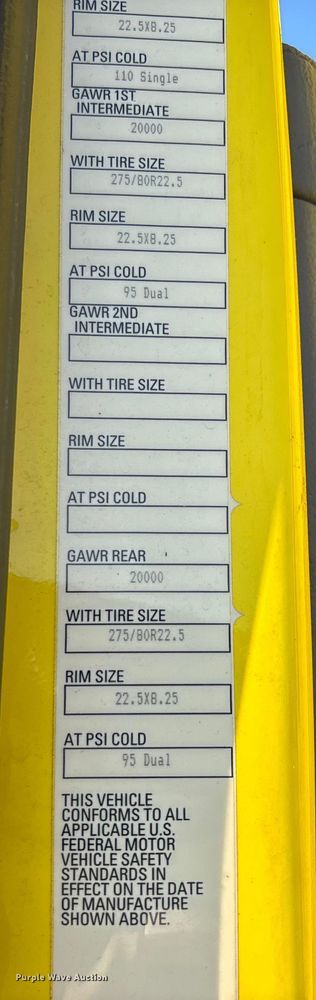 RIM SIZE
22.5X8.25
AT PSI COLD
110 Single
GAWR 1ST
INTERMEDIATE
20000
WITH TIRE SIZE
275/80R22.5
RIM SIZE
22.5X8.25
AT PSI COLD
95 Dual
GAWR 2ND
INTERMEDIATE
WITH TIRE SIZE
RIM SIZE
AT PSI COLD
GAWR REAR
20000
WITH TIRE SIZE
275/80R22.5
RIM SIZE
22.5X8.25
AT PSI COLD
95 Dual
THIS VEHICLE
CONFORMS TO ALL
APPLICABLE U.S.
FEDERAL MOTOR
VEHICLE SAFETY
STANDARDS IN
EFFECT ON THE DATE
OF MANUFACTURE
SHOWN ABOVE.
Purple Wave Auction